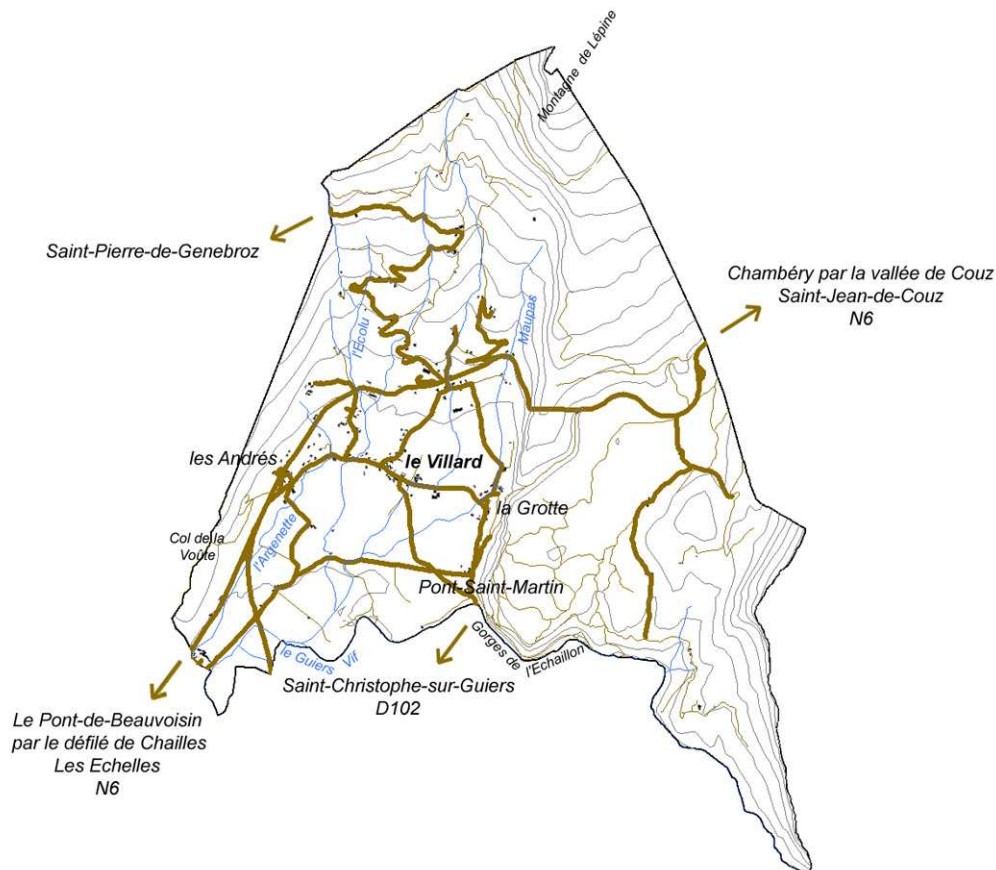 Montagne de Lépine
Saint-Pierre-de-Genebroz
Chambéry par la vallée de Couz
Saint-Jean-de-Couz
N6
l'Ecolu
Maupas
les Andrés
le Villard
la Grotte
Col de la
Voûte
l'Argenette
Pont-Saint-Martin
le Guiers Vif
Gorges de l'Echaillon
Saint-Christophe-sur-Guiers
D102
Le Pont-de-Beauvoisin
par le défilé de Chailles
Les Echelles
N6